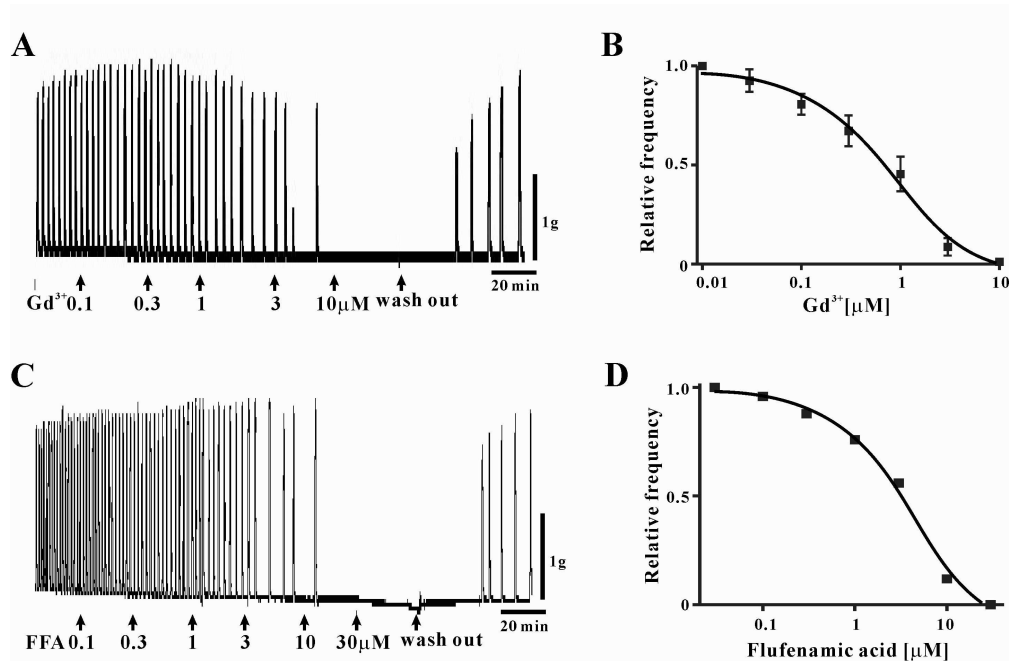 A
1g
20 min
Gd³⁺ 0.1 0.3 1 3 10μM wash out
B
Relative frequency
1.0
0.5
0
0.01 0.1 1 10
Gd³⁺[μM]
C
1g
20 min
FFA 0.1 0.3 1 3 10 30μM wash out
D
Relative frequency
1.0
0.5
0
0.1 1 10
Flufenamic acid [μM]